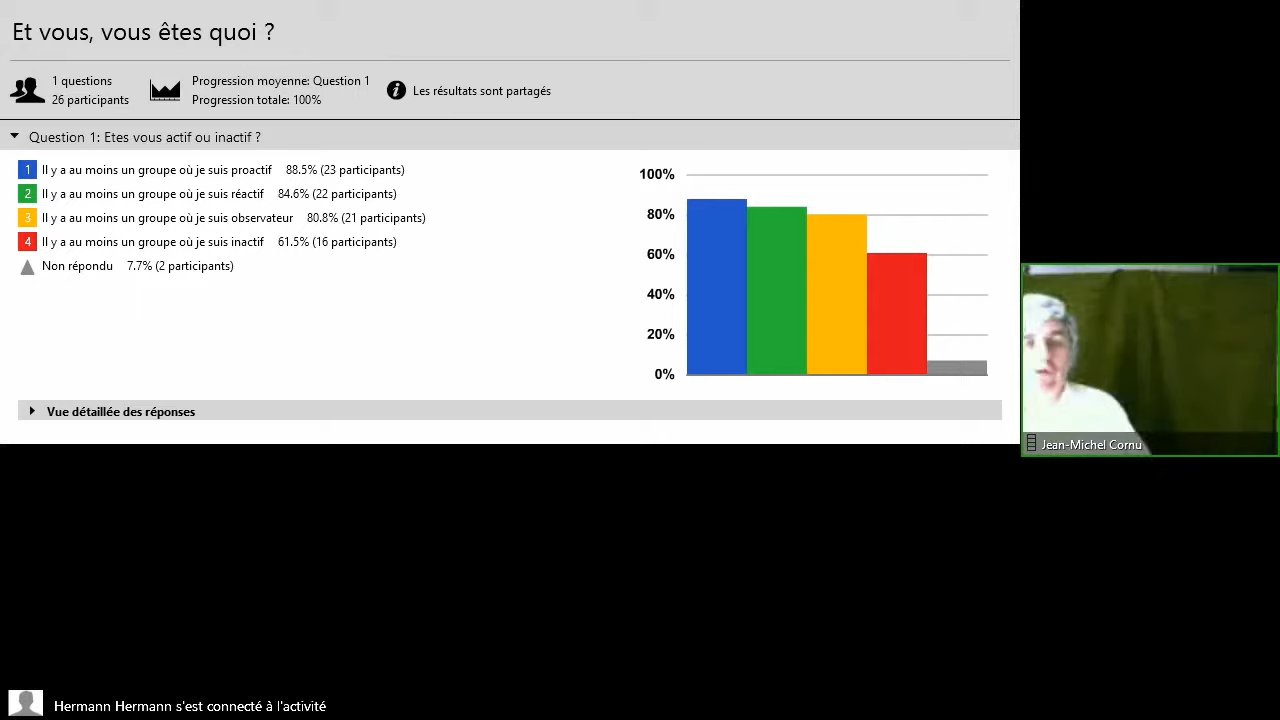 Et vous, vous êtes quoi ?
1 questions
26 participants
Progression moyenne: Question 1
Progression totale: 100%
Les résultats sont partagés
Question 1: Etes vous actif ou inactif ?
1 Il y a au moins un groupe où je suis proactif 88.5% (23 participants)
2 Il y a au moins un groupe où je suis réactif 84.6% (22 participants)
3 Il y a au moins un groupe où je suis observateur 80.8% (21 participants)
4 Il y a au moins un groupe où je suis inactif 61.5% (16 participants)
Non répondu 7.7% (2 participants)
100%
80%
60%
40%
20%
0%
Vue détaillée des réponses
Jean-Michel Cornu
Hermann Hermann s'est connecté à l'activité